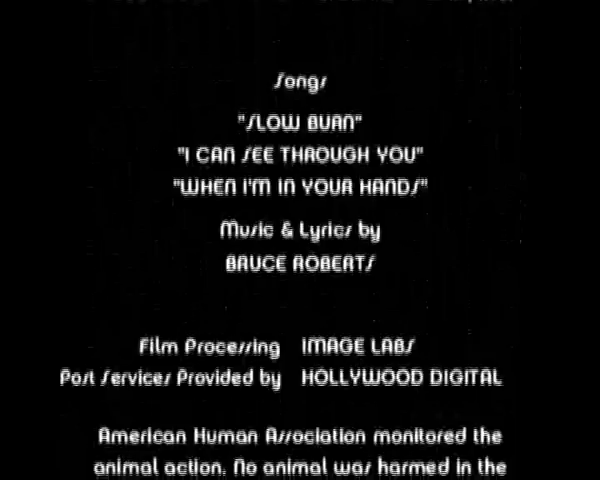 Songs
"SLOW BURN"
"I CAN SEE THROUGH YOU"
"WHEN I'M IN YOUR HANDS"
Music & Lyrics by
BRUCE ROBERTS
Film Processing IMAGE LABS
Post Services Provided by HOLLYWOOD DIGITAL
American Human Association monitored the
animal action. No animal was harmed in the